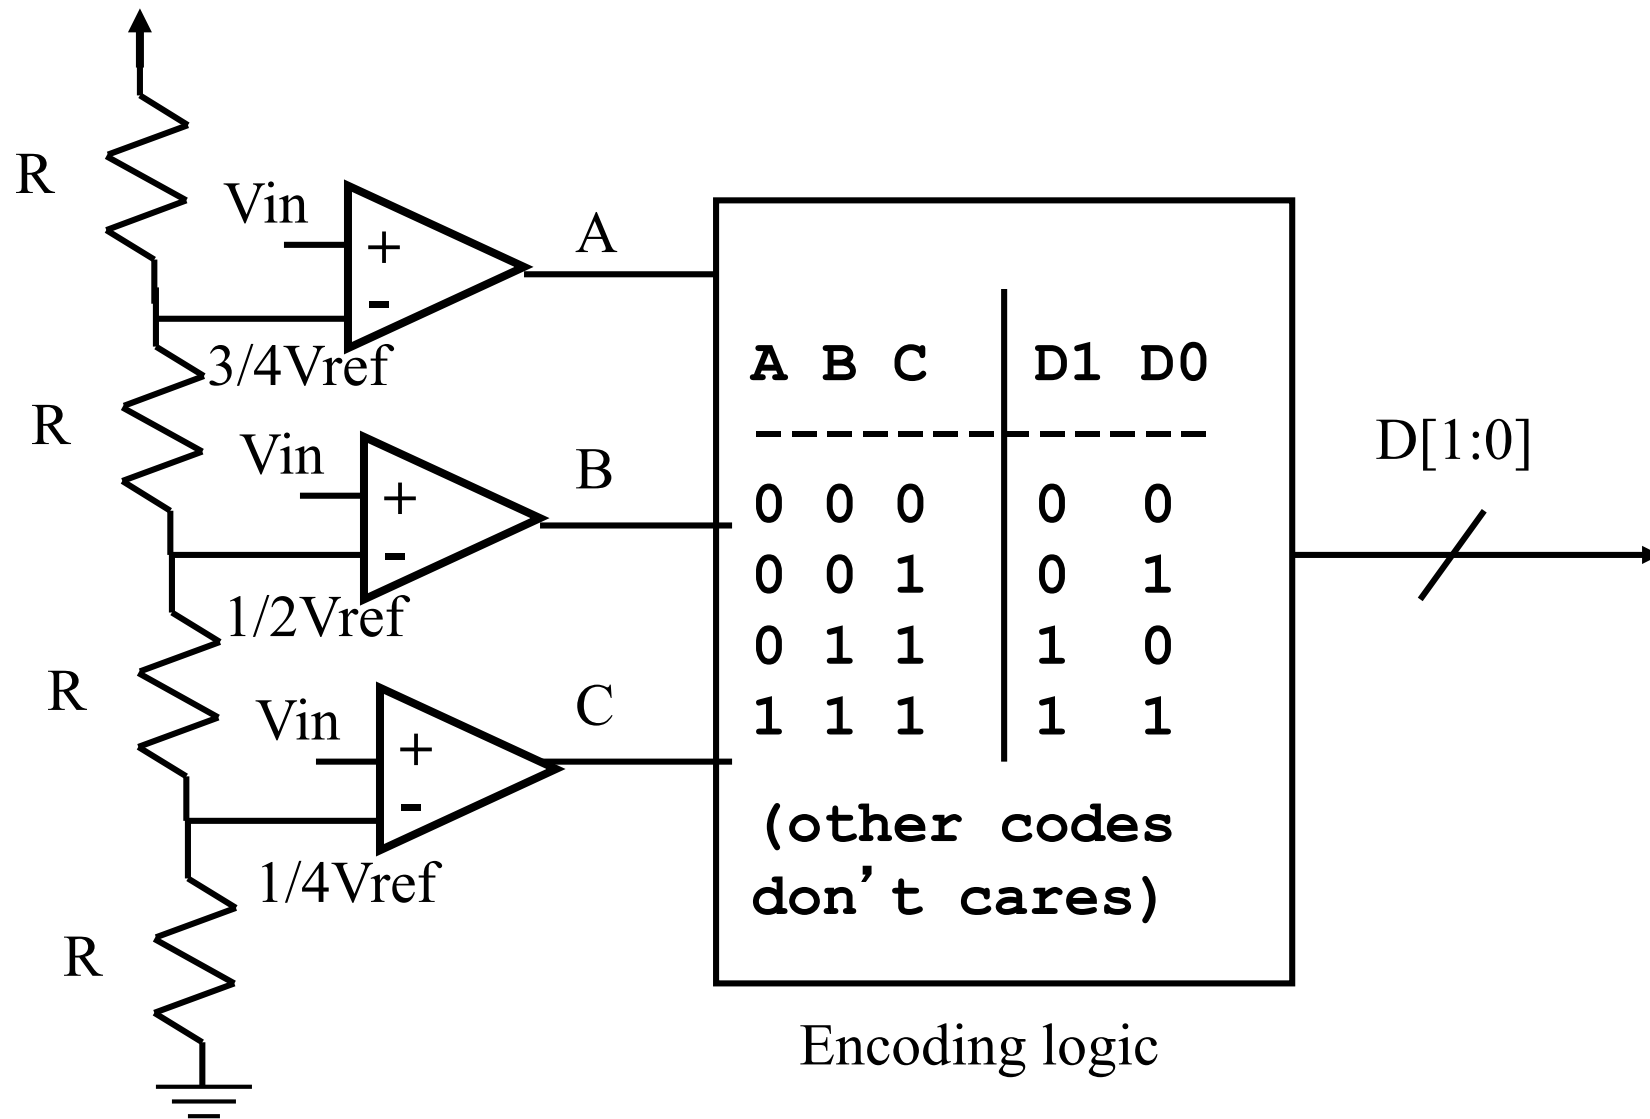 R
Vin
+
-
A
3/4Vref
R
Vin
+
-
B
1/2Vref
R
Vin
+
-
C
1/4Vref
R
A B C D1 D0
0 0 0 0 0
0 0 1 0 1
0 1 1 1 0
1 1 1 1 1
(other codes
don't cares)
D[1:0]
Encoding logic